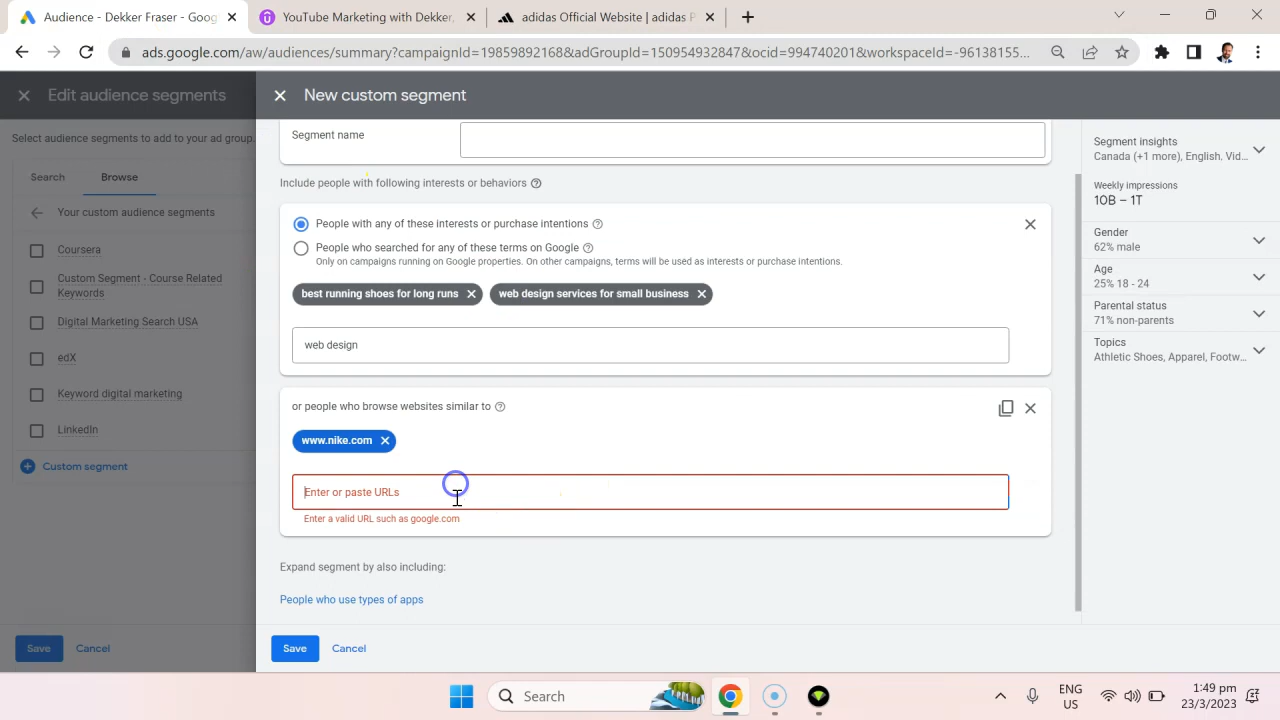 Audience - Dekker Fraser - Goog
YouTube Marketing with Dekker,
adidas Official Website | adidas P
ads.google.com/aw/audiences/summary?campaignId=19859892168&adGroupId=150954932847&ocid=994740201&workspaceId=-96138155...
Edit audience segments
New custom segment
Select audience segments to add to your ad group.
Search
Browse
Your custom audience segments
Coursera
Custom Segment - Course Related
Keywords
Digital Marketing Search USA
edX
Keyword digital marketing
LinkedIn
Custom segment
Save
Cancel
Segment name
Include people with following interests or behaviors
People with any of these interests or purchase intentions
People who searched for any of these terms on Google
Only on campaigns running on Google properties. On other campaigns, terms will be used as interests or purchase intentions.
best running shoes for long runs
web design services for small business
web design
or people who browse websites similar to
www.nike.com
Enter or paste URLs
Enter a valid URL such as google.com
Expand segment by also including:
People who use types of apps
Save
Cancel
Segment insights
Canada (+1 more), English. Vid...
Weekly impressions
10B – 1T
Gender
62% male
Age
25% 18 - 24
Parental status
71% non-parents
Topics
Athletic Shoes, Apparel, Footw...
Search
ENG
US
1:49 pm
23/3/2023